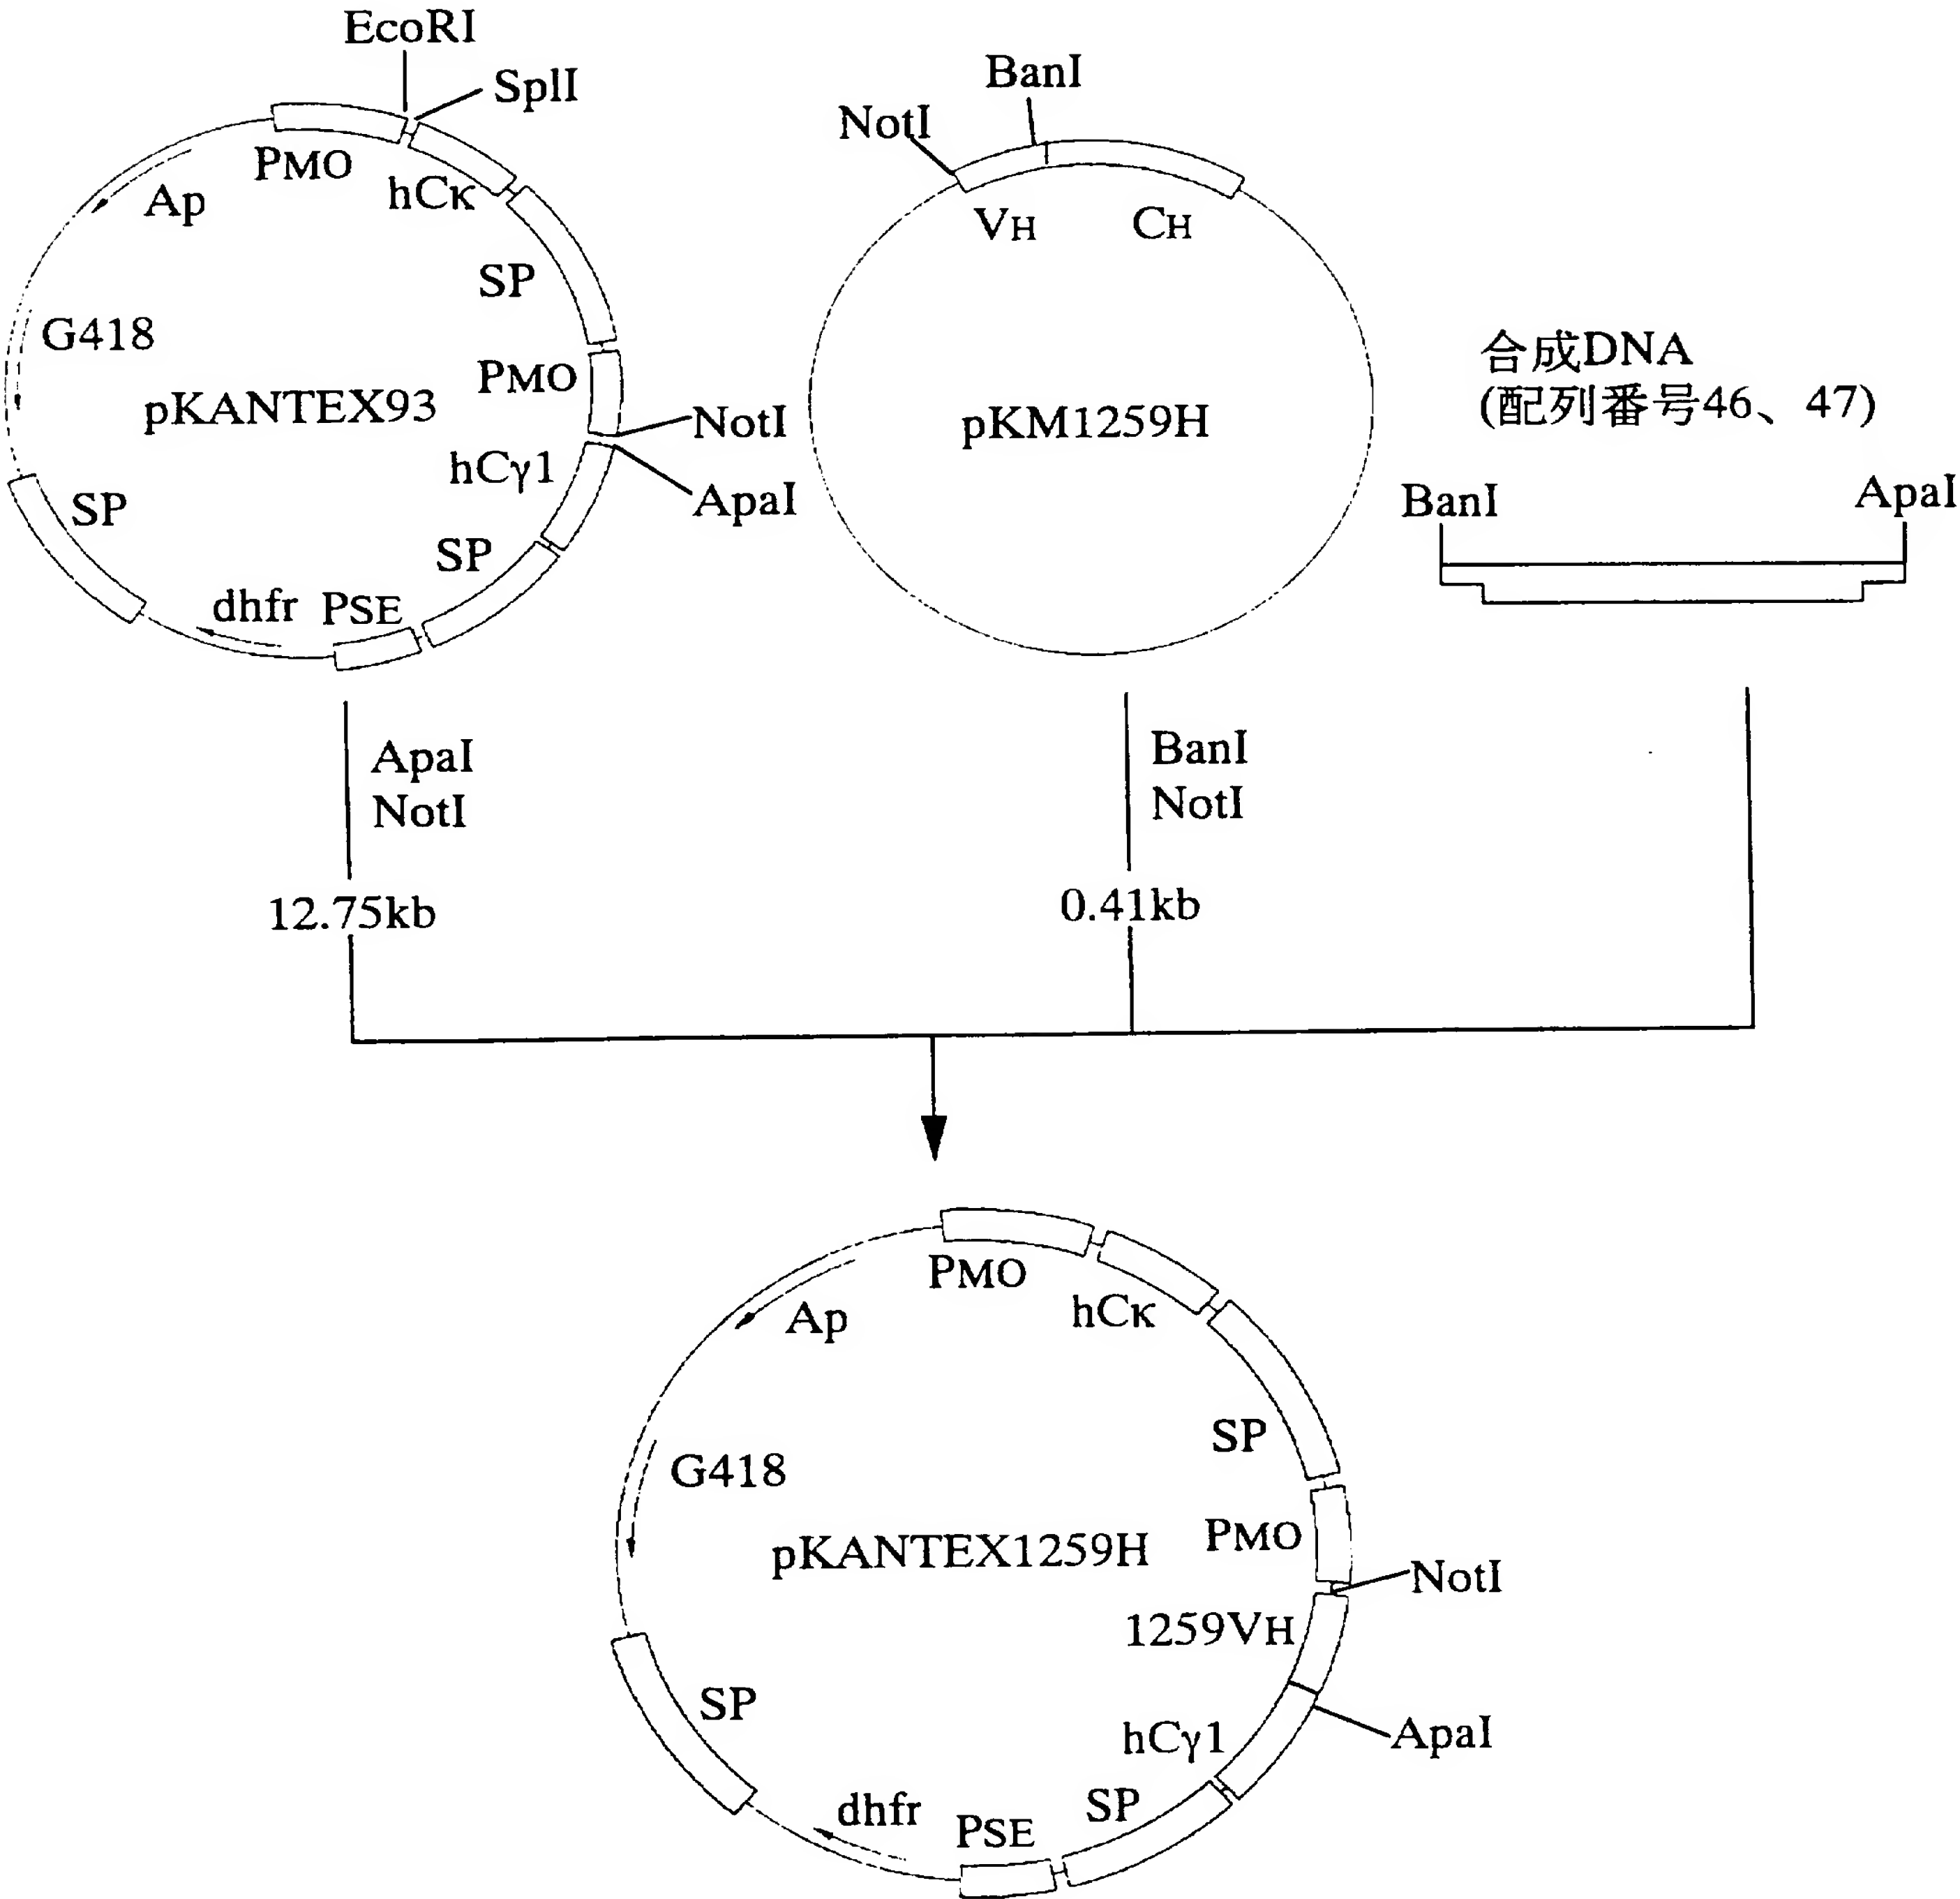 EcoRI
SplI
PMO
hCκ
Ap
SP
G418
PMO
pKANTEX93
NotI
hCγ1
ApaI
SP
SP
dhfr
PSE
BanI
NotI
VH
CH
pKM1259H
合成DNA
(配列番号46、47)
BanI
ApaI
ApaI
NotI
12.75kb
BanI
NotI
0.41kb
PMO
hCκ
Ap
SP
G418
PMO
pKANTEX1259H
NotI
1259VH
SP
hCγ1
ApaI
SP
dhfr
PSE